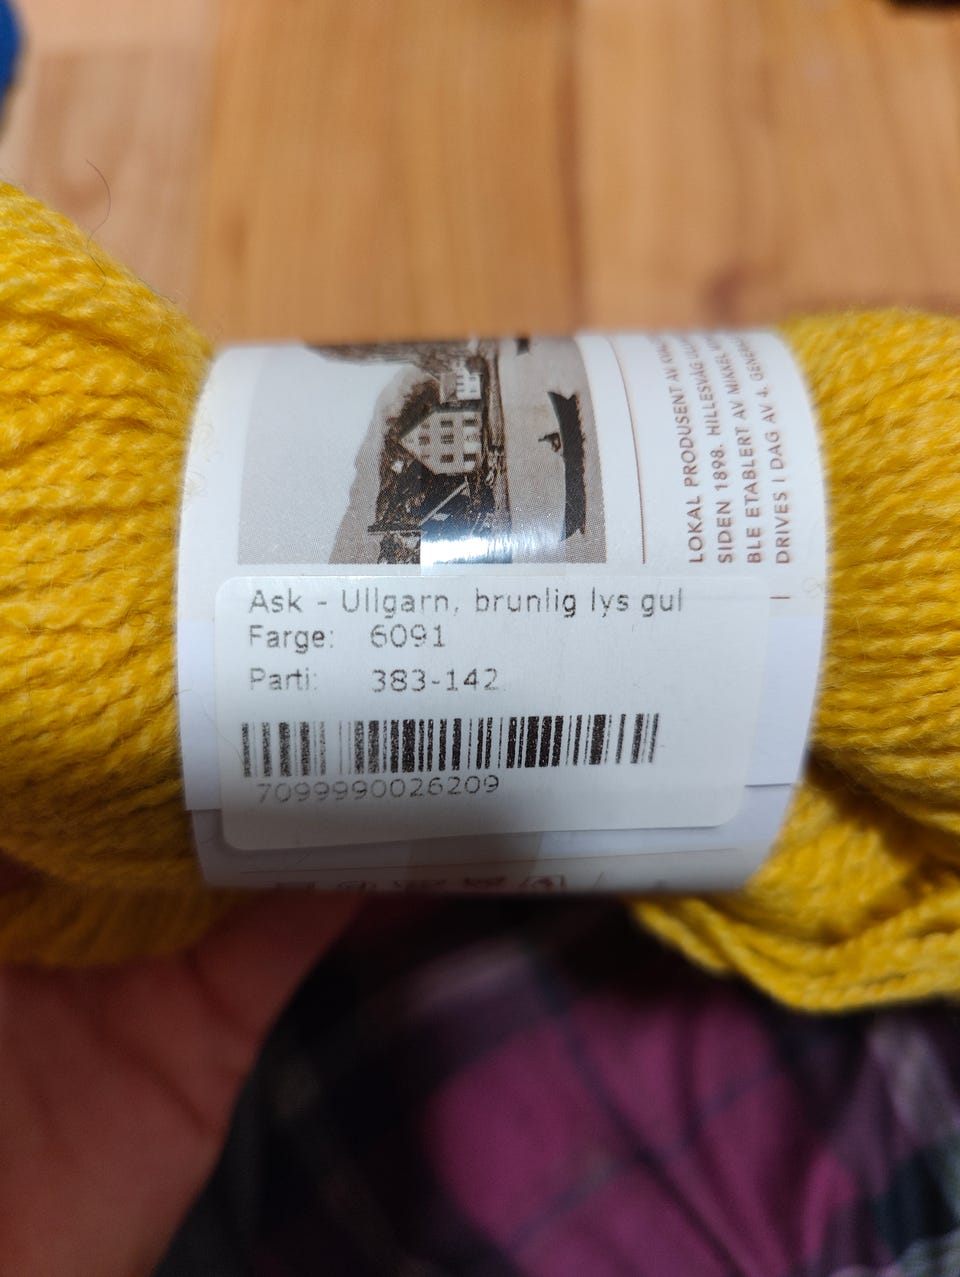 LOKAL PRODUSENT AV
SIDEN 1898. HILLESVÅG
BLE ETABLERT AV MIKKEL
DRIVES I DAG AV 4.
Ask - Ullgarn, brunlig lys gul
Farge: 6091
Parti: 383-142
7099990026209